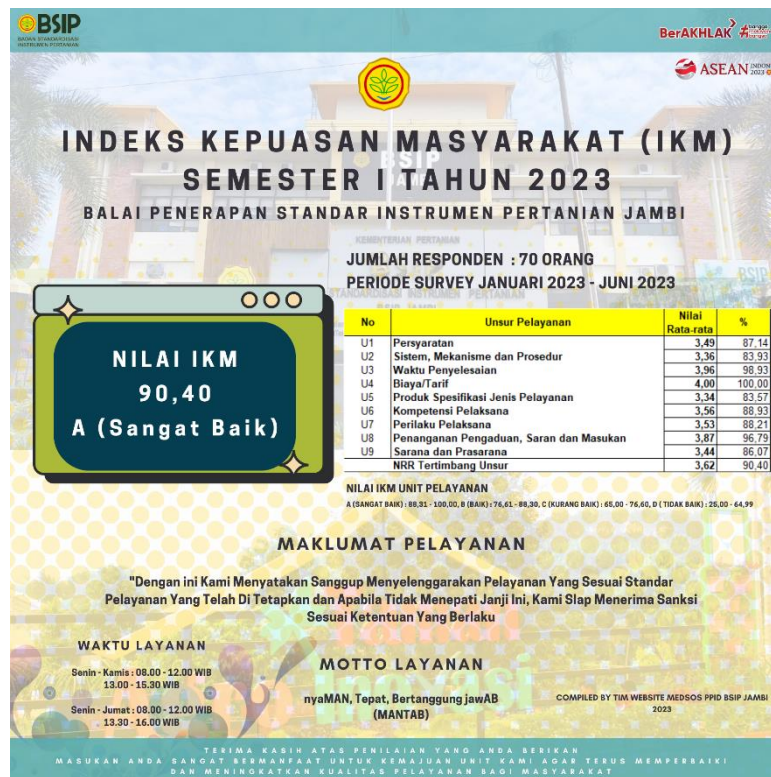 BSIP
BADAN STANDARDISASI
INSTRUMEN PERTANIAN
BerAKHLAK
ASEAN
INDEKS KEPUASAN MASYARAKAT (IKM)
SEMESTER I TAHUN 2023
BALAI PENERAPAN STANDAR INSTRUMEN PERTANIAN JAMBI
JUMLAH RESPONDEN : 70 ORANG
PERIODE SURVEY JANUARI 2023 - JUNI 2023
NILAI IKM
90,40
A (Sangat Baik)
No Unsur Pelayanan Nilai Rata-rata %
U1 Persyaratan 3,49 87,14
U2 Sistem, Mekanisme dan Prosedur 3,36 83,93
U3 Waktu Penyelesaian 3,96 98,93
U4 Biaya/Tarif 4,00 100,00
U5 Produk Spesifikasi Jenis Pelayanan 3,34 83,57
U6 Kompetensi Pelaksana 3,56 88,93
U7 Perilaku Pelaksana 3,53 88,21
U8 Penanganan Pengaduan, Saran dan Masukan 3,87 96,79
U9 Sarana dan Prasarana 3,44 86,07
NRR Tertimbang Unsur 3,62 90,40
NILAI IKM UNIT PELAYANAN
A (SANGAT BAIK) : 88,31 - 100,00, B (BAIK) : 76,61 - 88,30, C (KURANG BAIK) : 65,00 - 76,60, D ( TIDAK BAIK) : 25,00 - 64,99
MAKLUMAT PELAYANAN
"Dengan ini Kami Menyatakan Sanggup Menyelenggarakan Pelayanan Yang Sesuai Standar
Pelayanan Yang Telah Di Tetapkan dan Apabila Tidak Menepati Janji Ini, Kami SIap Menerima Sanksi
Sesuai Ketentuan Yang Berlaku
WAKTU LAYANAN
Senin - Kamis : 08.00 - 12.00 WIB
13.00 - 15.30 WIB
Senin - Jumat : 08.00 - 12.00 WIB
13.30 - 16.00 WIB
MOTTO LAYANAN
nyaMAN, Tepat, Bertanggung jawAB
(MANTAB)
COMPILED BY TIM WEBSITE MEDSOS PPID BSIP JAMBI
2023
TERIMA KASIH ATAS PENILAIAN YANG ANDA BERIKAN
MASUKAN ANDA SANGAT BERMANFAAT UNTUK KEMAJUAN UNIT KAMI AGAR TERUS MEMPERBAIKI
DAN MENINGKATKAN KUALITAS PELAYANAN BAGI MASYARAKAT